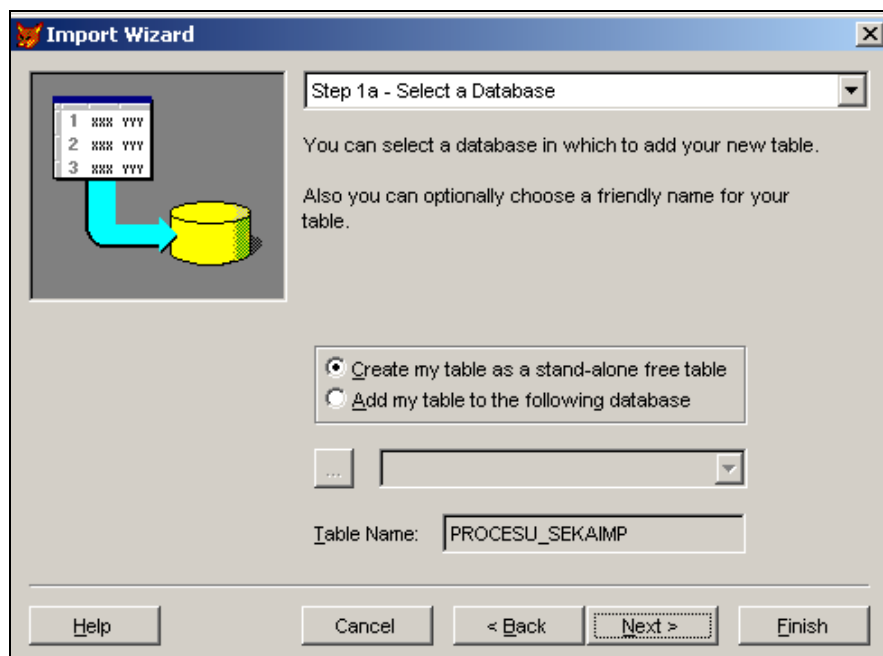 Import Wizard
1 xxx yyy
2 xxx yyy
3 xxx yyy
Step 1a - Select a Database
You can select a database in which to add your new table.
Also you can optionally choose a friendly name for your
table.
Create my table as a stand-alone free table
Add my table to the following database
...
Table Name: PROCESU_SEKAIMP
Help Cancel < Back Next > Finish